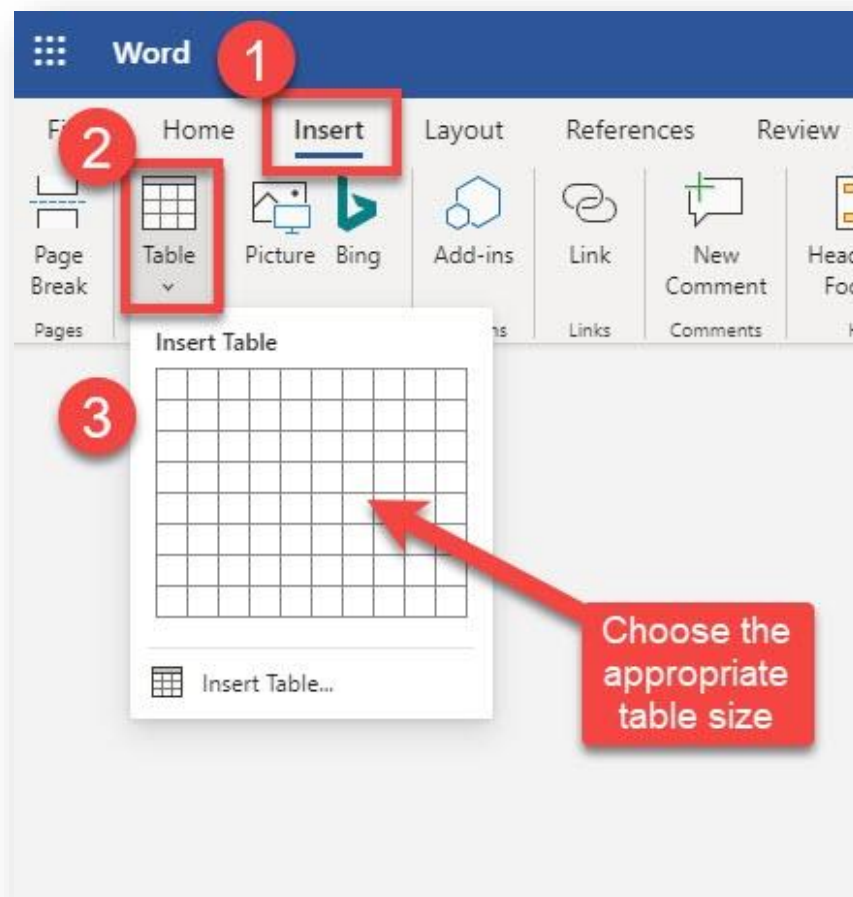 Word
1
2
Home Insert Layout References Review
Page Break
Table
Picture
Bing
Add-ins
Link
New Comment
Pages
Links
Comments
Insert Table
3
Insert Table...
Choose the
appropriate
table size